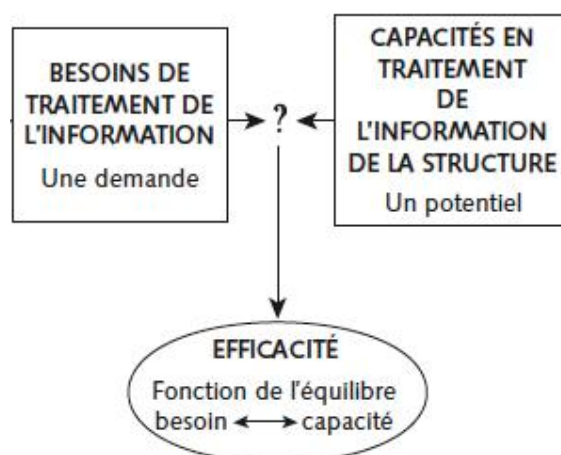 BESOINS DE
TRAITEMENT DE
L'INFORMATION
Une demande
?
CAPACITÉS EN
TRAITEMENT
DE
L'INFORMATION
DE LA STRUCTURE
Un potentiel
EFFICACITÉ
Fonction de l'équilibre
besoin ↔ capacité